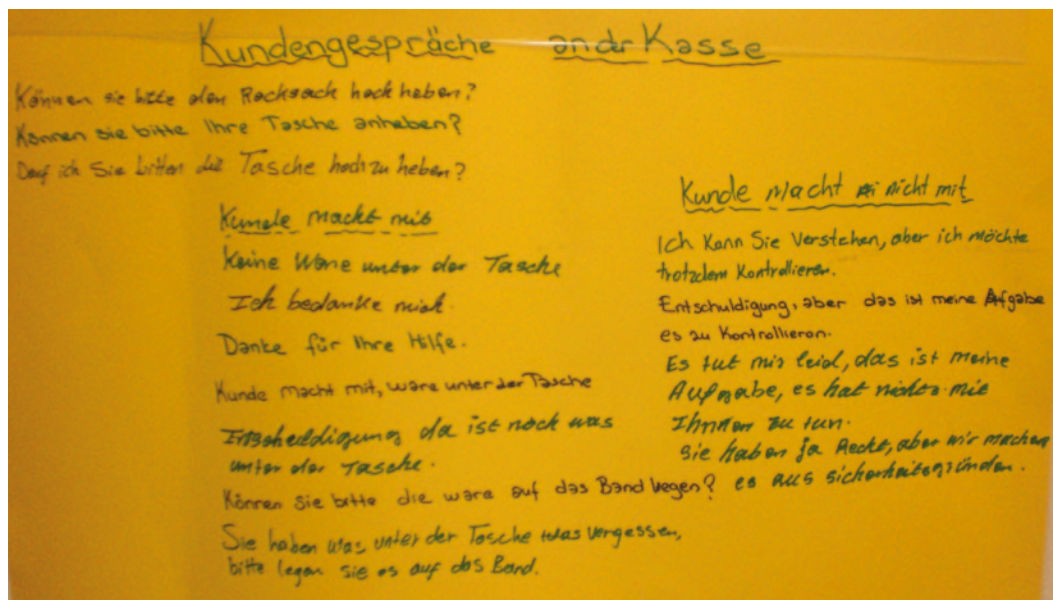 Kundengespräche an der Kasse
Können sie bitte den Rucksack hoch heben?
Können sie bitte Ihre Tasche anheben?
Darf ich Sie bitten die Tasche hoch zu heben?
Kunde macht mit
Keine Ware unter der Tasche
Ich bedanke mich.
Danke für Ihre Hilfe.
Kunde macht mit, ware unter der Tasche
Entschuldigung da ist noch was
unter der Tasche.
Können Sie bitte die ware auf das Band legen?
Sie haben was unter der Tasche was vergessen,
bitte legen sie es auf das Band.
Kunde Macht nicht mit
Ich Kann Sie Verstehen, aber ich möchte
trotzdem Kontrollieren.
Entschuldigung, aber das ist meine Afgabe
es zu Kontrollieren.
Es tut mir leid, das ist meine
Aufgabe, es hat nichts mit
Ihnnen zu tun.
Sie haben ja Recht, aber wir machen
es aus sicherheitsgründen.